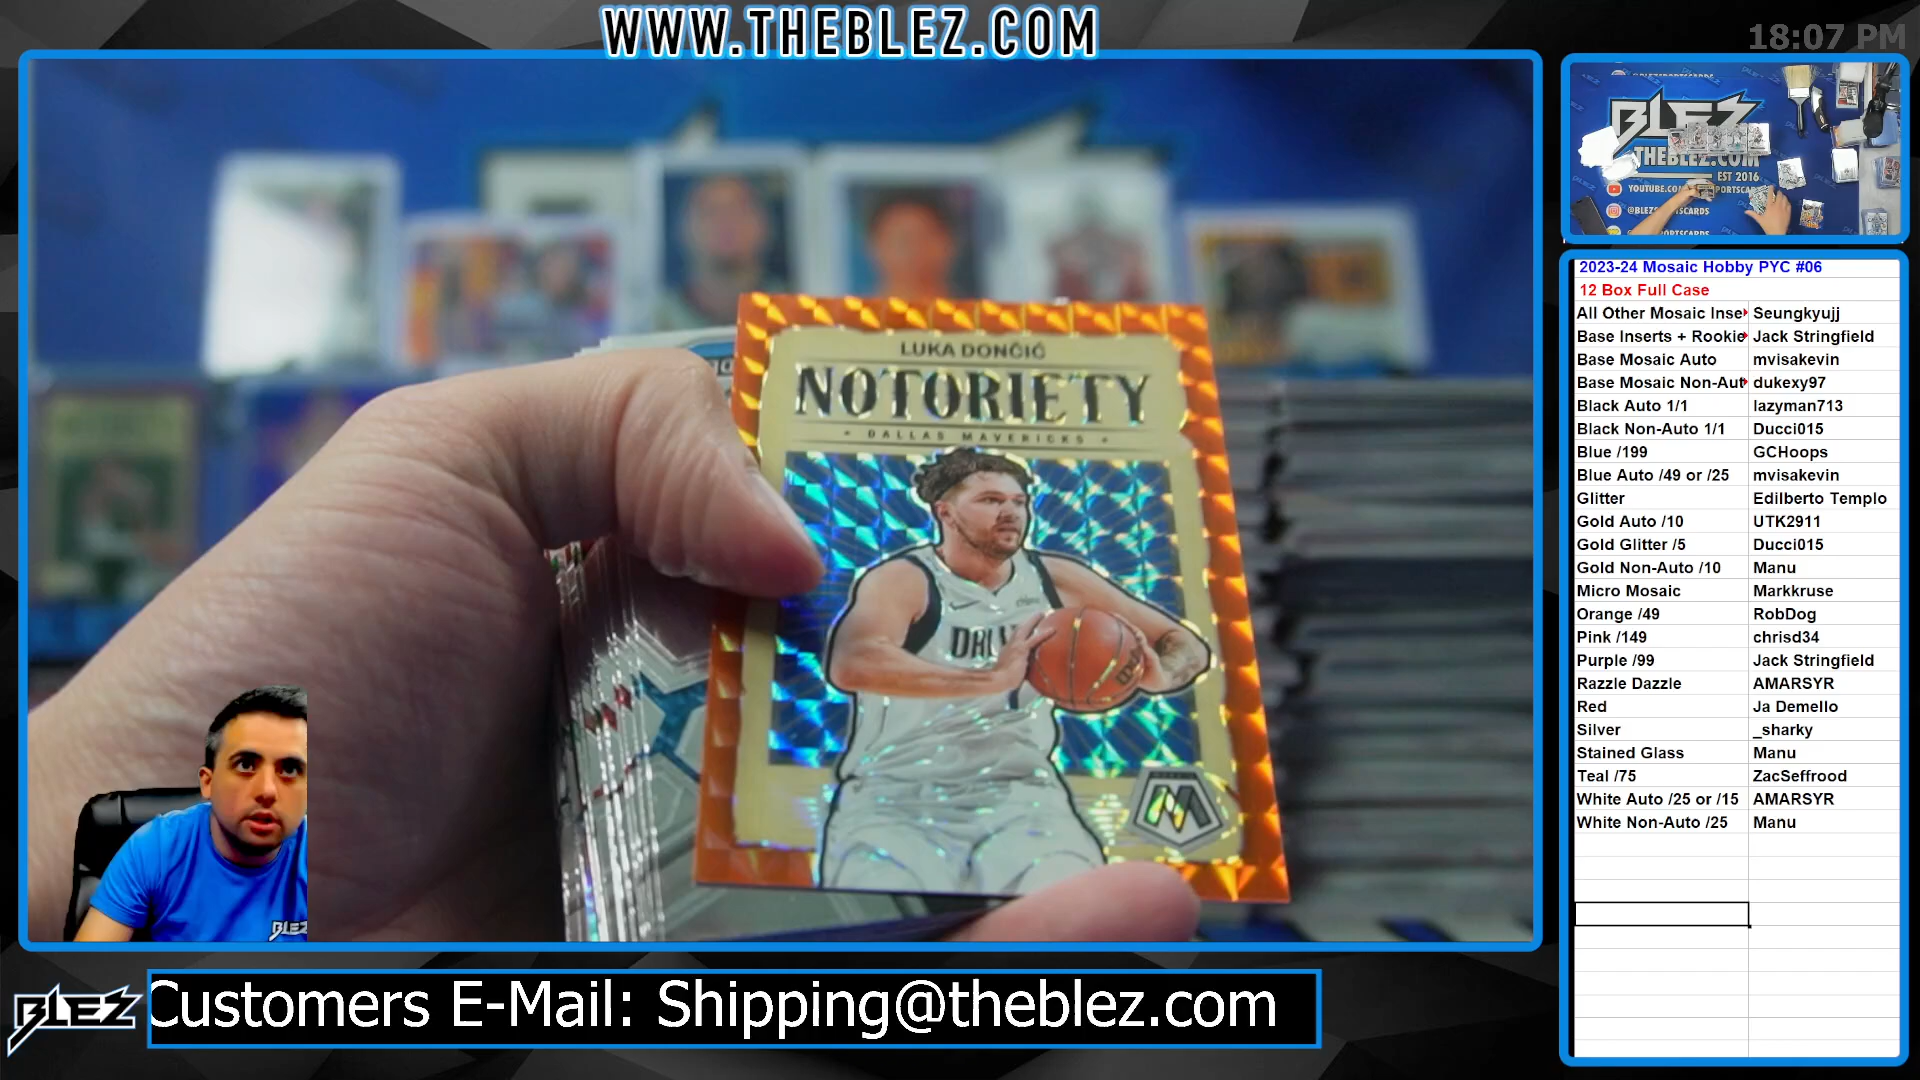 WWW.THEBLEZ.COM
18:07 PM
LUKA DONČIĆ
NOTORIETY
DALLAS MAVERICKS
BLEZ
THEBLEZ.COM
EST 2016
2023-24 Mosaic Hobby PYC #06
12 Box Full Case
All Other Mosaic Inse Seungkyujj
Base Inserts + Rookie Jack Stringfield
Base Mosaic Auto mvisakevin
Base Mosaic Non-Aut dukexy97
Black Auto 1/1 lazyman713
Black Non-Auto 1/1 Ducci015
Blue /199 GCHoops
Blue Auto /49 or /25 mvisakevin
Glitter Edilberto Templo
Gold Auto /10 UTK2911
Gold Glitter /5 Ducci015
Gold Non-Auto /10 Manu
Micro Mosaic Markkruse
Orange /49 RobDog
Pink /149 chrisd34
Purple /99 Jack Stringfield
Razzle Dazzle AMARSYR
Red Ja Demello
Silver _sharky
Stained Glass Manu
Teal /75 ZacSeffrood
White Auto /25 or /15 AMARSYR
White Non-Auto /25 Manu
BLEZ
BLEZ
Customers E-Mail: Shipping@theblez.com